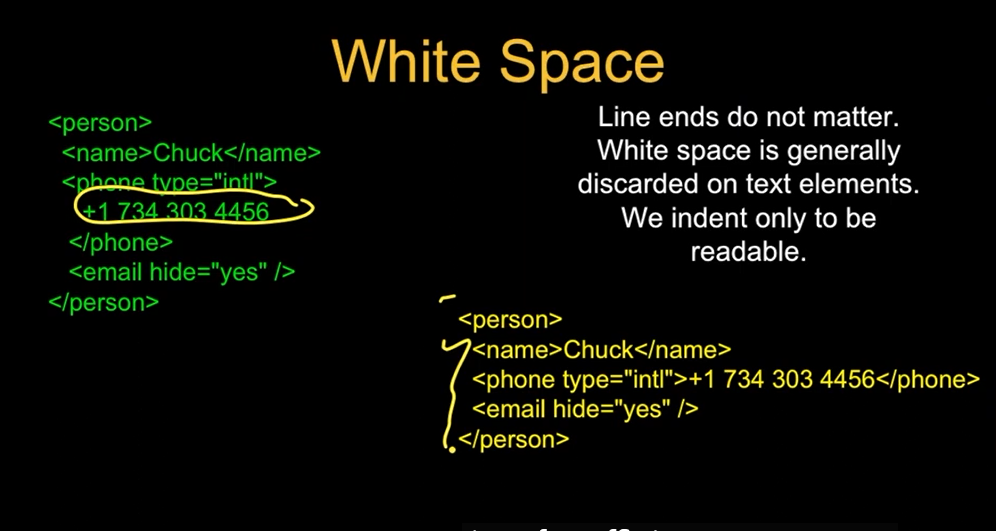 White Space
<person>
<name>Chuck</name>
<phone type="intl">
+1 734 303 4456
</phone>
<email hide="yes" />
</person>
Line ends do not matter.
White space is generally
discarded on text elements.
We indent only to be
readable.
<person>
<name>Chuck</name>
<phone type="intl">+1 734 303 4456</phone>
<email hide="yes" />
</person>